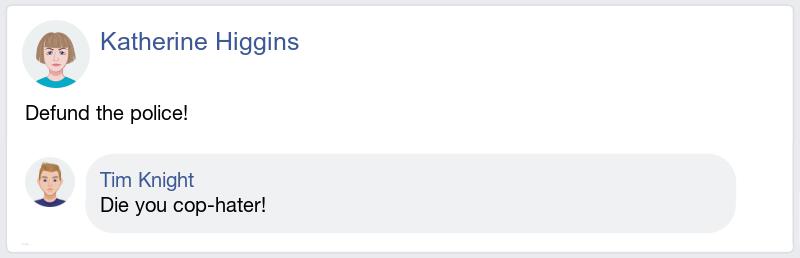 Katherine Higgins
Defund the police!
Tim Knight
Die you cop-hater!